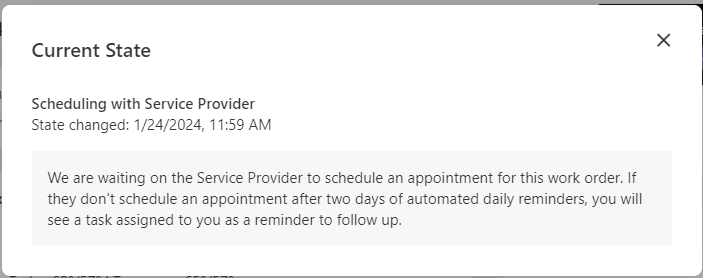 Current State
Scheduling with Service Provider
State changed: 1/24/2024, 11:59 AM
We are waiting on the Service Provider to schedule an appointment for this work order. If
they don't schedule an appointment after two days of automated daily reminders, you will
see a task assigned to you as a reminder to follow up.